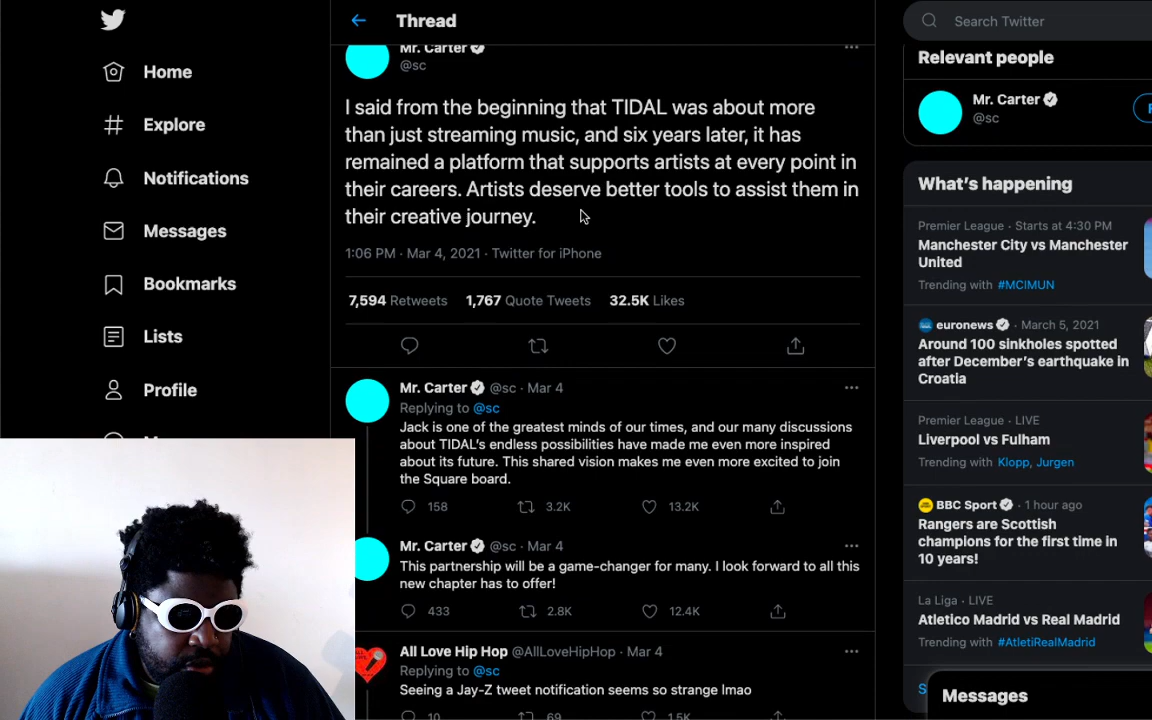 Home
Explore
Notifications
Messages
Bookmarks
Lists
Profile
Thread
Mr. Carter
@sc
I said from the beginning that TIDAL was about more
than just streaming music, and six years later, it has
remained a platform that supports artists at every point in
their careers. Artists deserve better tools to assist them in
their creative journey.
1:06 PM · Mar 4, 2021 · Twitter for iPhone
7,594 Retweets 1,767 Quote Tweets 32.5K Likes
Mr. Carter @sc · Mar 4
Replying to @sc
Jack is one of the greatest minds of our times, and our many discussions
about TIDAL's endless possibilities have made me even more inspired
about its future. This shared vision makes me even more excited to join
the Square board.
158 3.2K 13.2K
Mr. Carter @sc · Mar 4
This partnership will be a game-changer for many. I look forward to all this
new chapter has to offer!
433 2.8K 12.4K
All Love Hip Hop @AllLoveHipHop · Mar 4
Replying to @sc
Seeing a Jay-Z tweet notification seems so strange lmao
10 69 1.5K
Search Twitter
Relevant people
Mr. Carter
@sc
What's happening
Premier League · Starts at 4:30 PM
Manchester City vs Manchester
United
Trending with #MCIMUN
euronews · March 5, 2021
Around 100 sinkholes spotted
after December's earthquake in
Croatia
Premier League · LIVE
Liverpool vs Fulham
Trending with Klopp, Jurgen
BBC Sport · 1 hour ago
Rangers are Scottish
champions for the first time in
10 years!
La Liga · LIVE
Atletico Madrid vs Real Madrid
Trending with #AtletiRealMadrid
Messages